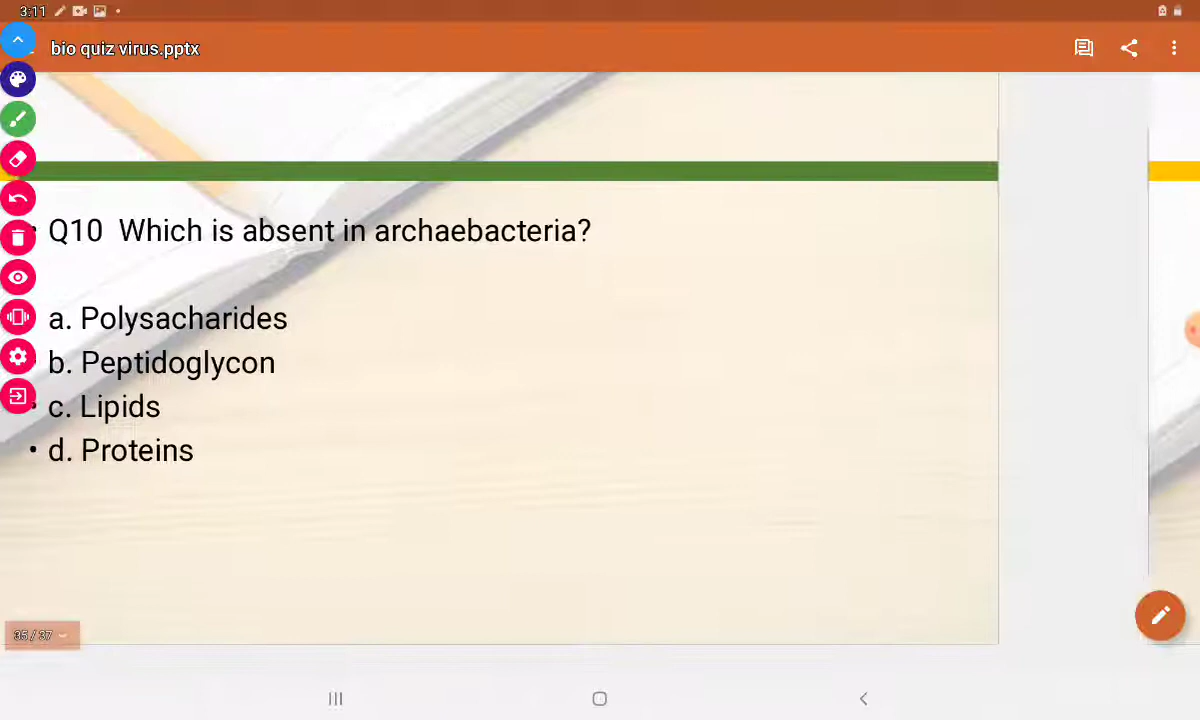 3:11
bio quiz virus.pptx
Q10 Which is absent in archaebacteria?
a. Polysacharides
b. Peptidoglycon
c. Lipids
• d. Proteins
35 / 37